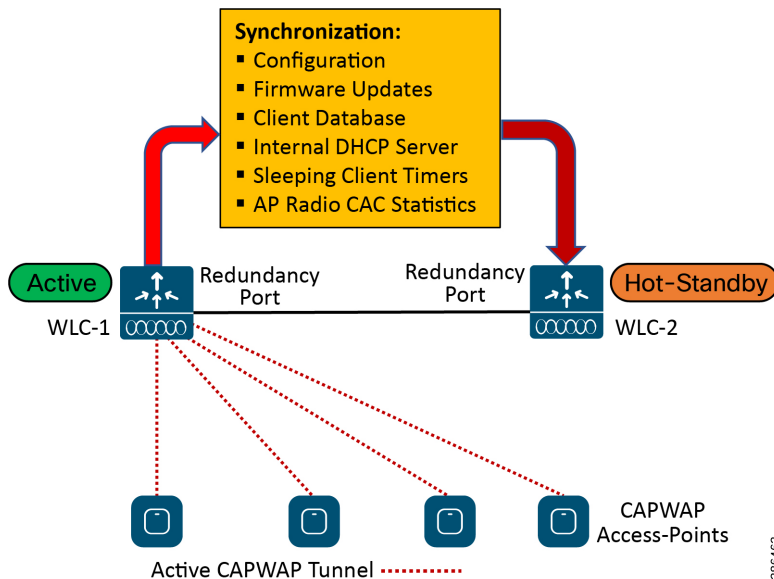 Synchronization:
▪ Configuration
▪ Firmware Updates
▪ Client Database
▪ Internal DHCP Server
▪ Sleeping Client Timers
▪ AP Radio CAC Statistics
Active
Redundancy
Port
Redundancy
Port
Hot-Standby
WLC-1
WLC-2
CAPWAP
Access-Points
Active CAPWAP Tunnel